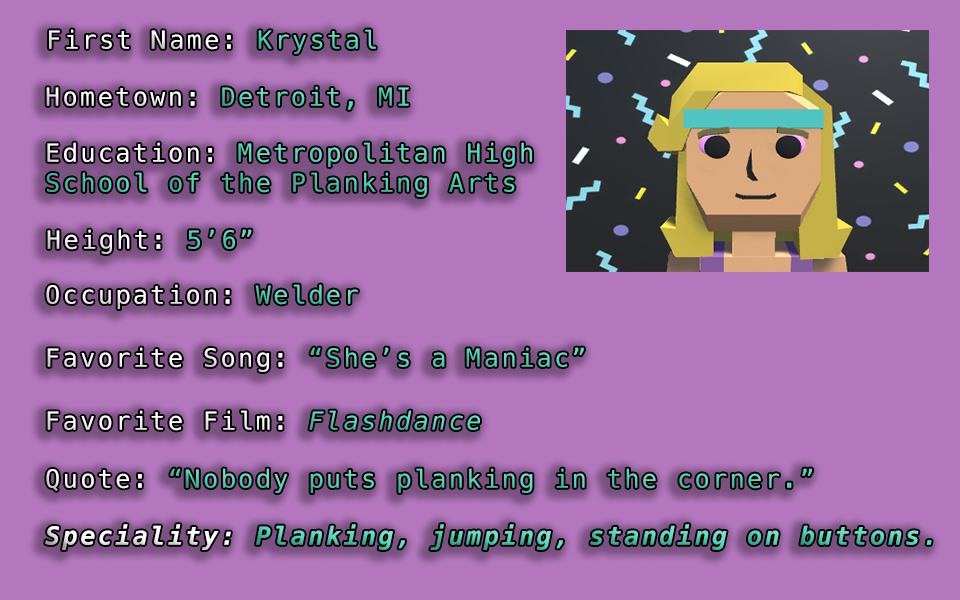 First Name: Krystal
Hometown: Detroit, MI
Education: Metropolitan High
School of the Planking Arts
Height: 5’6”
Occupation: Welder
Favorite Song: “She’s a Maniac”
Favorite Film: Flashdance
Quote: “Nobody puts planking in the corner.”
Speciality: Planking, jumping, standing on buttons.